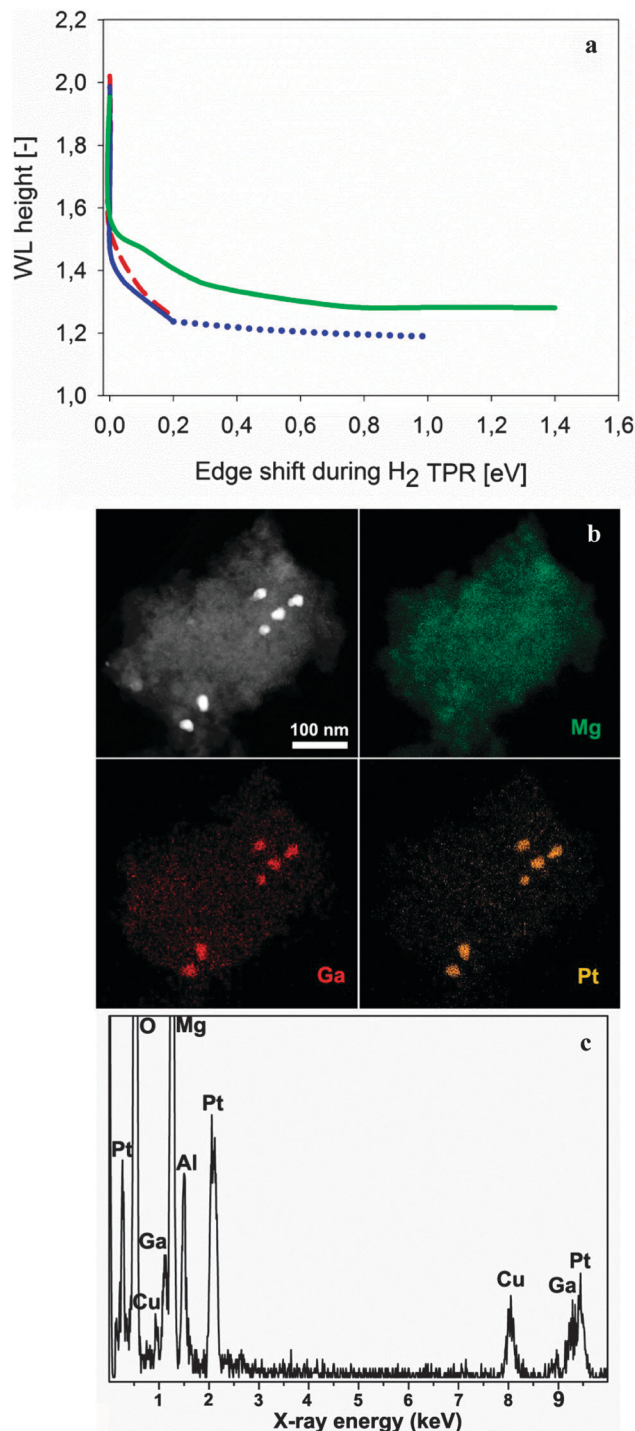 a
2,2
2,0
1,8
1,6
1,4
1,2
1,0
WL height [-]
0,0 0,2 0,4 0,6 0,8 1,0 1,2 1,4 1,6
Edge shift during H2 TPR [eV]
b
100 nm
Mg
Ga
Pt
c
O Mg
Pt
Pt
Al
Ga
Cu
Cu
Ga
Pt
1 2 3 4 5 6 7 8 9
X-ray energy (keV)